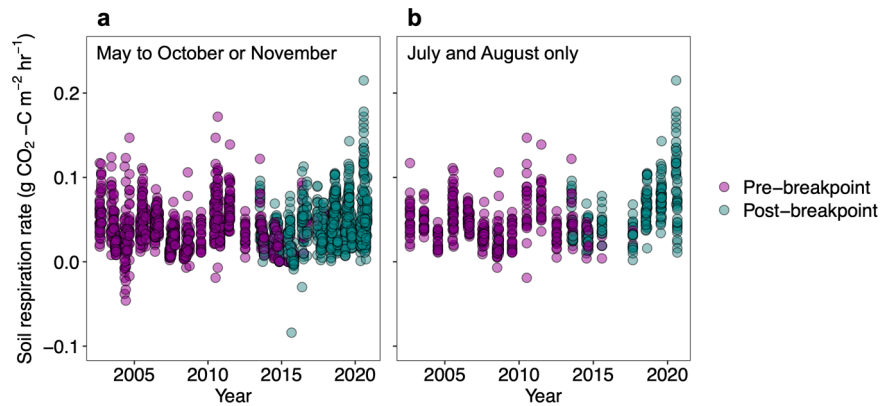 a
b
Soil respiration rate (g CO₂ −C m⁻² hr⁻¹)
May to October or November
July and August only
0.2
0.1
0.0
−0.1
Pre−breakpoint
Post−breakpoint
2005
2010
2015
2020
2005
2010
2015
2020
Year
Year